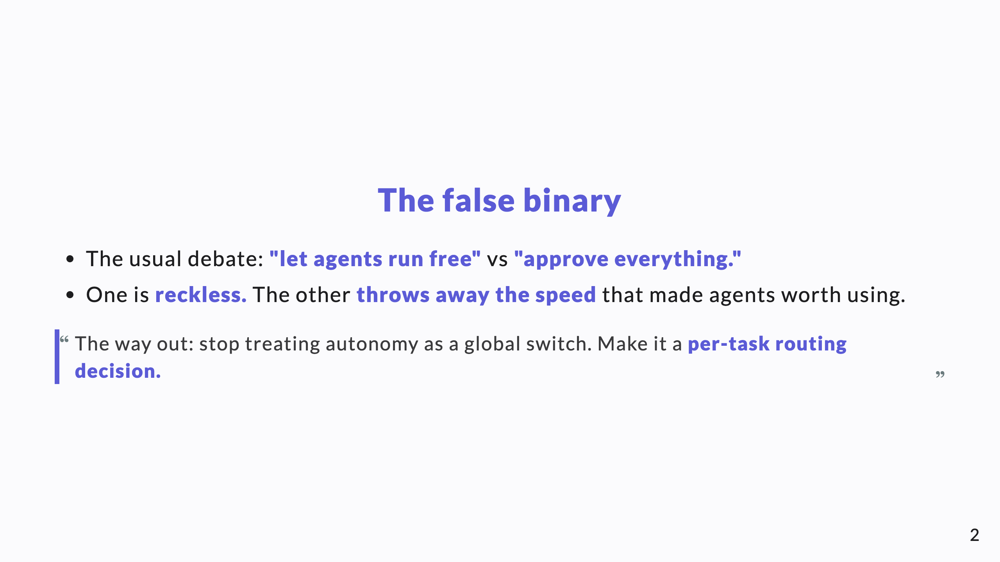 The false binary
• The usual debate: "let agents run free" vs "approve everything."
• One is reckless. The other throws away the speed that made agents worth using.
“ The way out: stop treating autonomy as a global switch. Make it a per-task routing
decision. ”
2